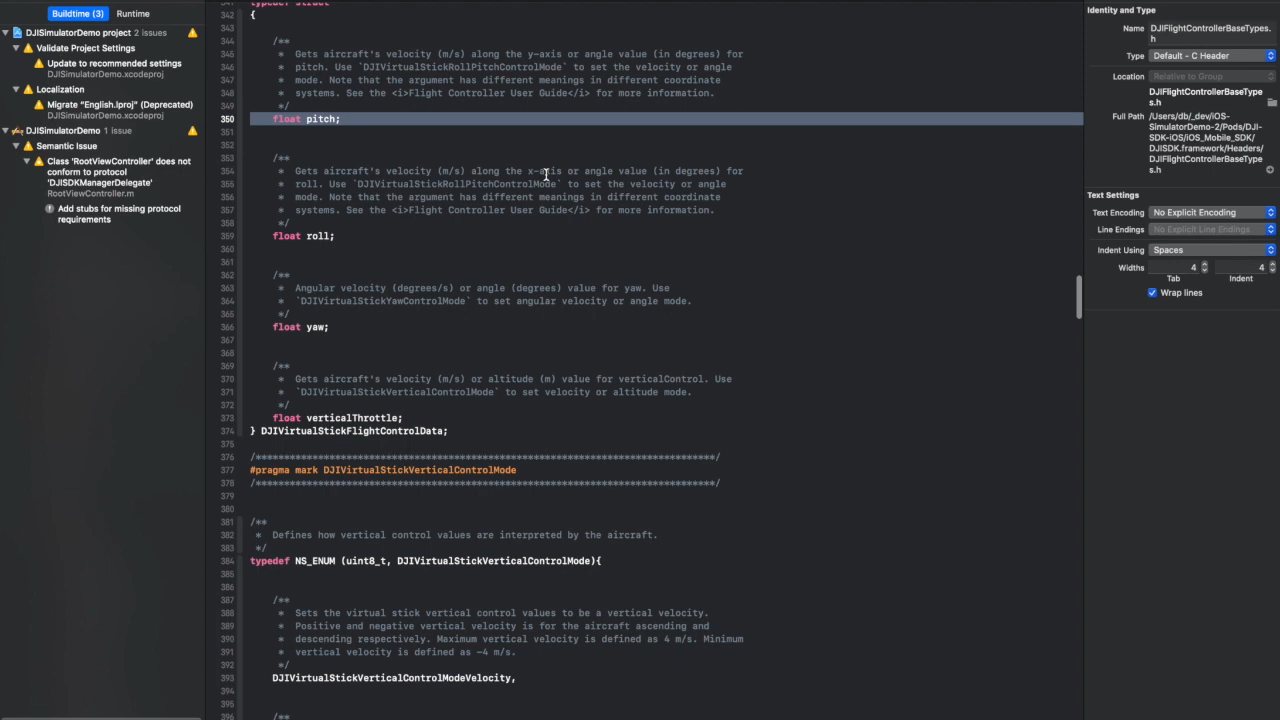 Buildtime (3)
Runtime
DJISimulatorDemo project 2 issues
Validate Project Settings
Update to recommended settings
DJISimulatorDemo.xcodeproj
Localization
Migrate “English.lproj” (Deprecated)
DJISimulatorDemo.xcodeproj
DJISimulatorDemo 1 issue
Semantic Issue
Class 'RootViewController' does not
conform to protocol
'DJISDKManagerDelegate'
RootViewController.m
Add stubs for missing protocol
requirements
341 typedef struct
342 {
343
344 /**
345 * Gets aircraft's velocity (m/s) along the y-axis or angle value (in degrees) for
346 * pitch. Use `DJIVirtualStickRollPitchControlMode` to set the velocity or angle
347 * mode. Note that the argument has different meanings in different coordinate
348 * systems. See the <i>Flight Controller User Guide</i> for more information.
349 */
350 float pitch;
351
352
353 /**
354 * Gets aircraft's velocity (m/s) along the x-axis or angle value (in degrees) for
355 * roll. Use `DJIVirtualStickRollPitchControlMode` to set the velocity or angle
356 * mode. Note that the argument has different meanings in different coordinate
357 * systems. See the <i>Flight Controller User Guide</i> for more information.
358 */
359 float roll;
360
361
362 /**
363 * Angular velocity (degrees/s) or angle (degrees) value for yaw. Use
364 * `DJIVirtualStickYawControlMode` to set angular velocity or angle mode.
365 */
366 float yaw;
367
368
369 /**
370 * Gets aircraft's velocity (m/s) or altitude (m) value for verticalControl. Use
371 * `DJIVirtualStickVerticalControlMode` to set velocity or altitude mode.
372 */
373 float verticalThrottle;
374 } DJIVirtualStickFlightControlData;
375
376 /*********************************************************************************/
377 #pragma mark DJIVirtualStickVerticalControlMode
378 /*********************************************************************************/
379
380
381 /**
382 * Defines how vertical control values are interpreted by the aircraft.
383 */
384 typedef NS_ENUM (uint8_t, DJIVirtualStickVerticalControlMode){
385
386
387 /**
388 * Sets the virtual stick vertical control values to be a vertical velocity.
389 * Positive and negative vertical velocity is for the aircraft ascending and
390 * descending respectively. Maximum vertical velocity is defined as 4 m/s. Minimum
391 * vertical velocity is defined as -4 m/s.
392 */
393 DJIVirtualStickVerticalControlModeVelocity,
394
395
396 /**
Identity and Type
Name DJIFlightControllerBaseTypes.
h
Type Default - C Header
Location Relative to Group
DJIFlightControllerBaseType
s.h
Full Path /Users/db/_dev/iOS-
SimulatorDemo-2/Pods/DJI-
SDK-iOS/iOS_Mobile_SDK/
DJISDK.framework/Headers/
DJIFlightControllerBaseType
s.h
Text Settings
Text Encoding No Explicit Encoding
Line Endings No Explicit Line Endings
Indent Using Spaces
Widths 4 4
Tab Indent
Wrap lines